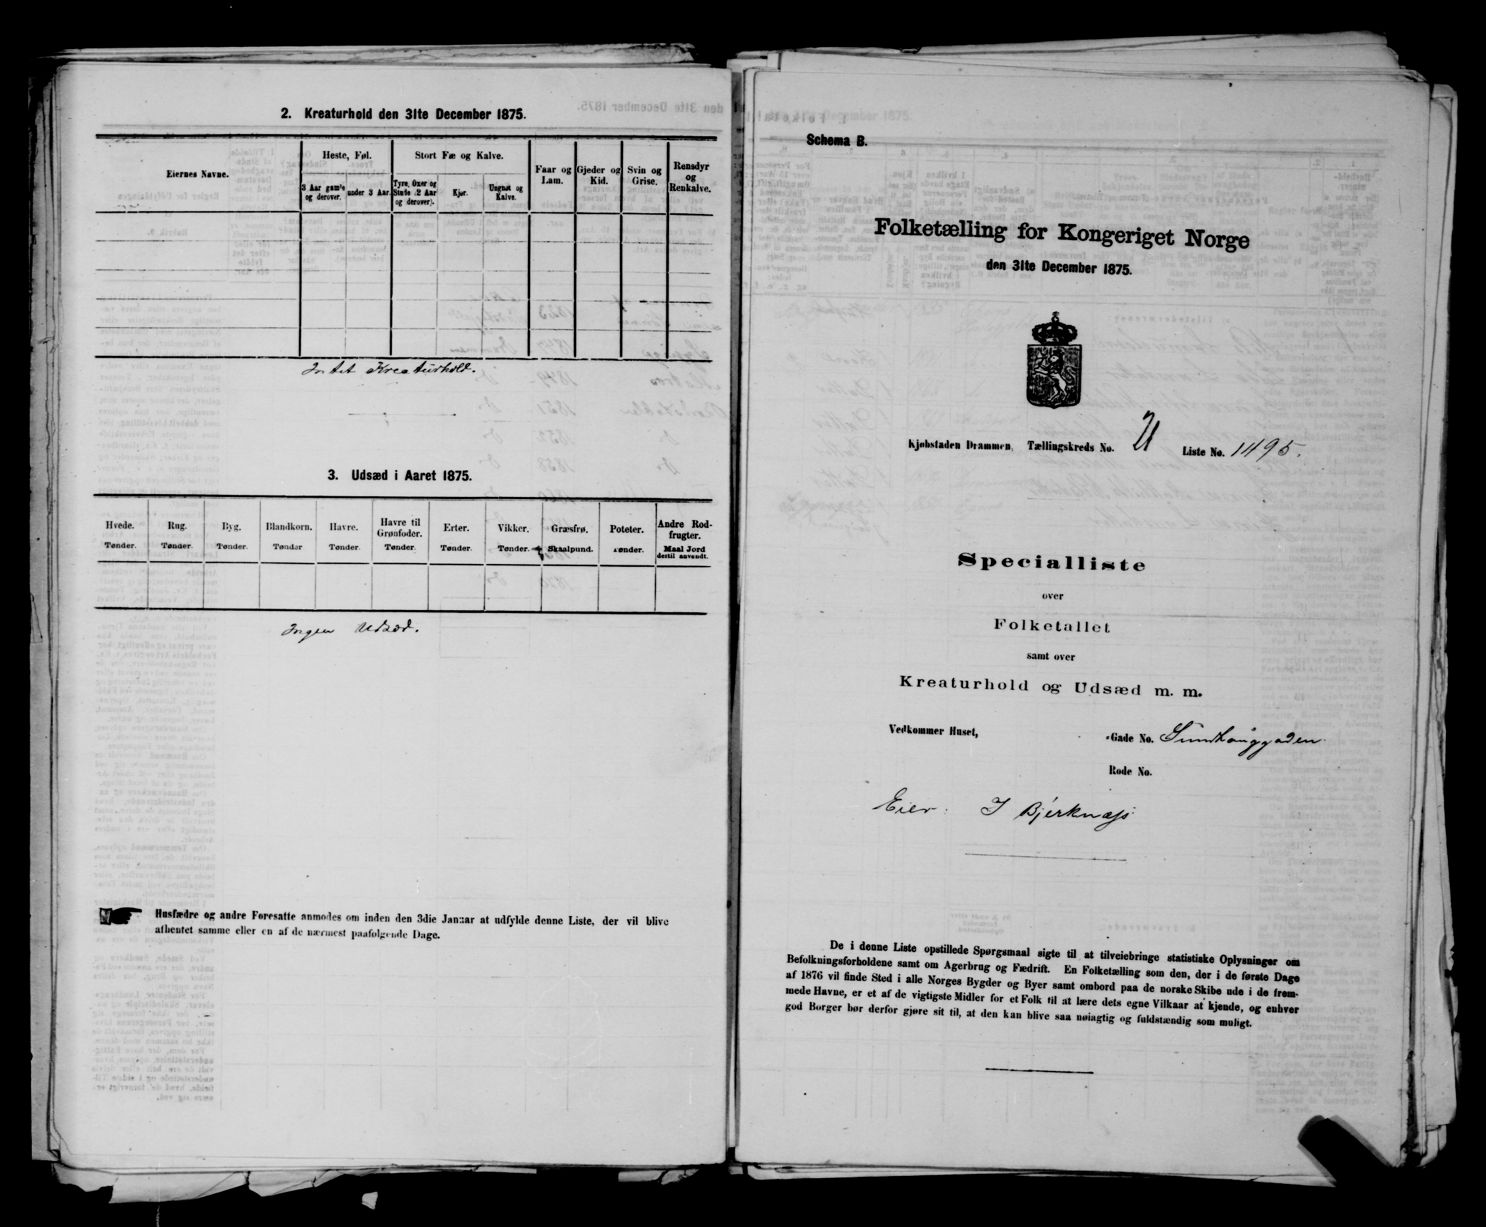 2. Kreaturhold den 31te December 1875.
Eiernes Navne.
Heste, Føl.
Stort Fæ og Kalve.
Faar og Lam.
Gjeder og Kid.
Svin og Grise.
Rensdyr og Renkalve.
3 Aar gamle og derover.
under 3 Aar.
Tyre, Oxer og Stude (2 Aar og derover).
Kjør.
Ungnøt og Kalve.
Intet Kreaturhold.
3. Udsæd i Aaret 1875.
Hvede. Rug. Byg. Blandkorn. Havre. Havre til Grønfoder. Erter. Vikker. Græsfrø. Poteter. Andre Rodfrugter.
Tønder. Tønder. Tønder. Tønder Tønder. Tønder. Tønder. Tønder. Skaalpund. Tønder. Maal Jord dertil anvendt.
Ingen Udsæd.
Husfædre og andre Foresatte anmodes om inden den 3die Januar at udfylde denne Liste, der vil blive
afhentet samme eller en af de nærmest paafølgende Dage.
Schema B.
Folketælling for Kongeriget Norge
den 31te December 1875.
Kjøbstaden Drammen. Tællingskreds No. Liste No. 1495.
Specialliste
over
Folketallet
samt over
Kreaturhold og Udsæd m. m.
Vedkommer Huset, Gade No.
Rode No.
Eier. I Bjerknæs
De i denne Liste opstillede Spørgsmaal sigte til at tilveiebringe statistiske Oplysninger om
Befolkningsforholdene samt om Agerbrug og Fædrift. En Folketælling som den, der i de første Dage
af 1876 vil finde Sted i alle Norges Bygder og Byer samt ombord paa de norske Skibe ude i de frem-
mede Havne, er et af de vigtigste Midler for et Folk til at lære dets egne Vilkaar at kjende, og enhver
god Borger bør derfor gjøre sit til, at den kan blive saa nøiagtig og fuldstændig som muligt.